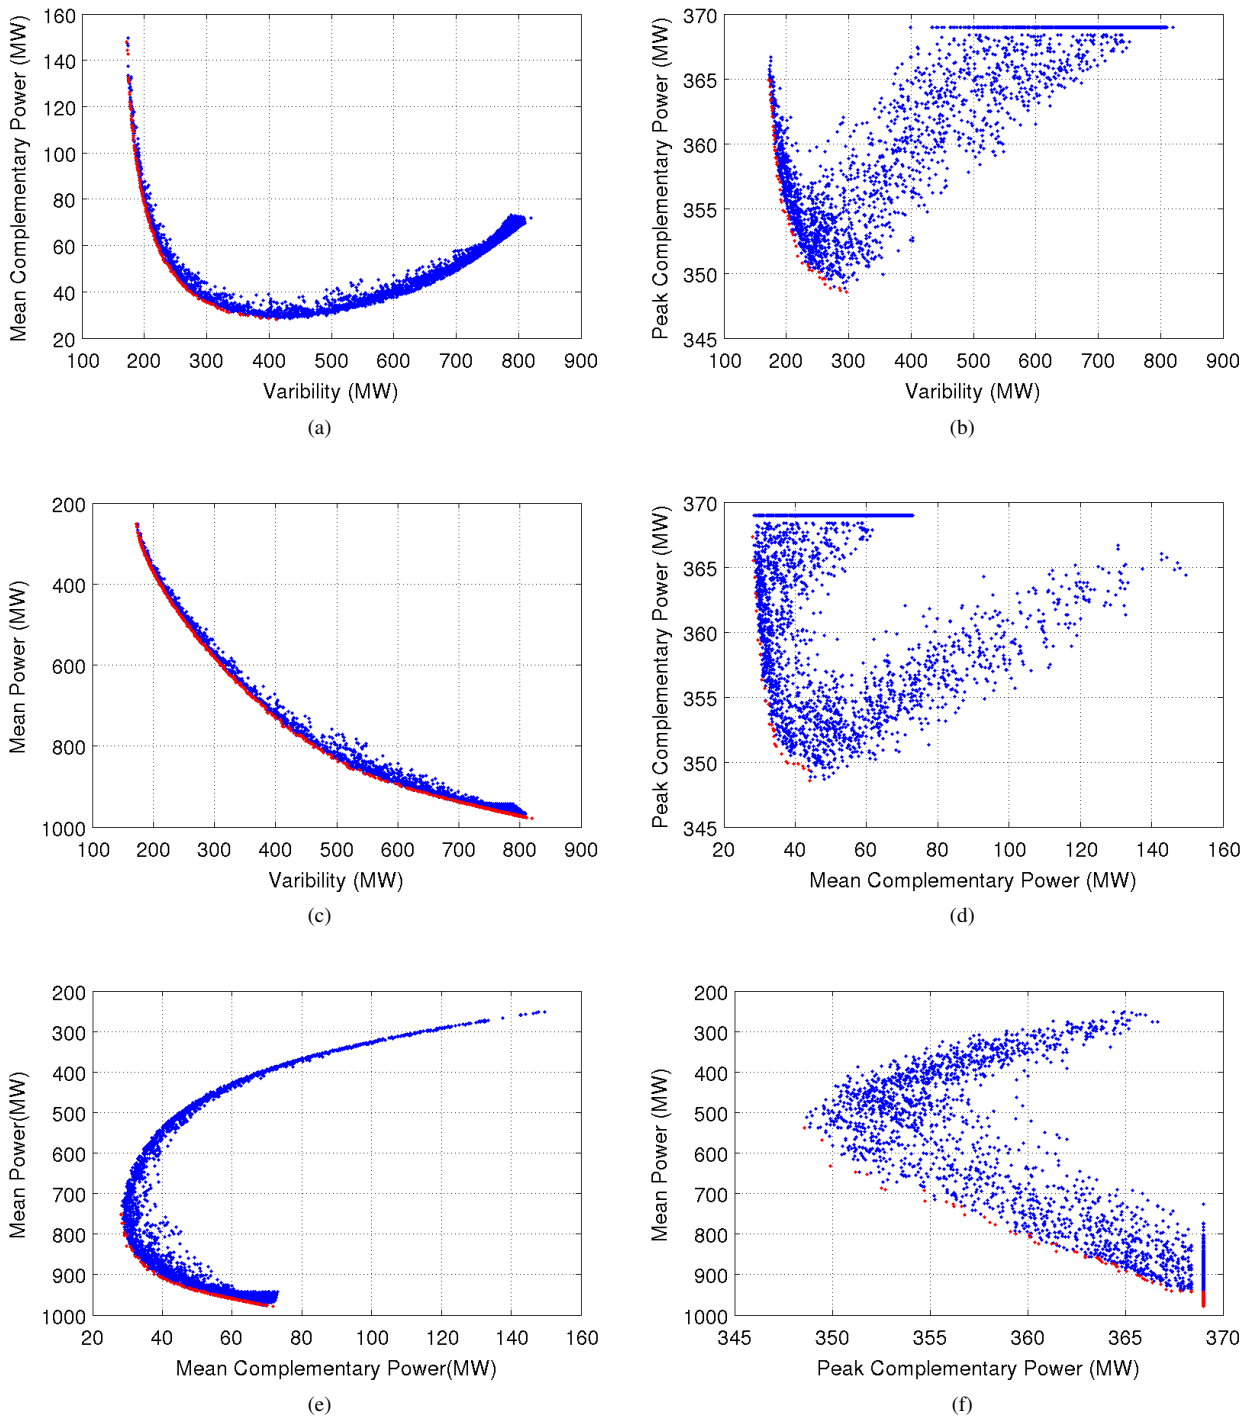 160
140
120
100
80
60
40
20
Mean Complementary Power (MW)
100 200 300 400 500 600 700 800 900
Varibility (MW)
(a)
370
365
360
355
350
345
Peak Complementary Power (MW)
100 200 300 400 500 600 700 800 900
Varibility (MW)
(b)
200
400
600
800
1000
Mean Power (MW)
100 200 300 400 500 600 700 800 900
Varibility (MW)
(c)
370
365
360
355
350
345
Peak Complementary Power (MW)
20 40 60 80 100 120 140 160
Mean Complementary Power (MW)
(d)
200
300
400
500
600
700
800
900
1000
Mean Power(MW)
20 40 60 80 100 120 140 160
Mean Complementary Power(MW)
(e)
200
300
400
500
600
700
800
900
1000
Mean Power (MW)
345 350 355 360 365 370
Peak Complementary Power (MW)
(f)